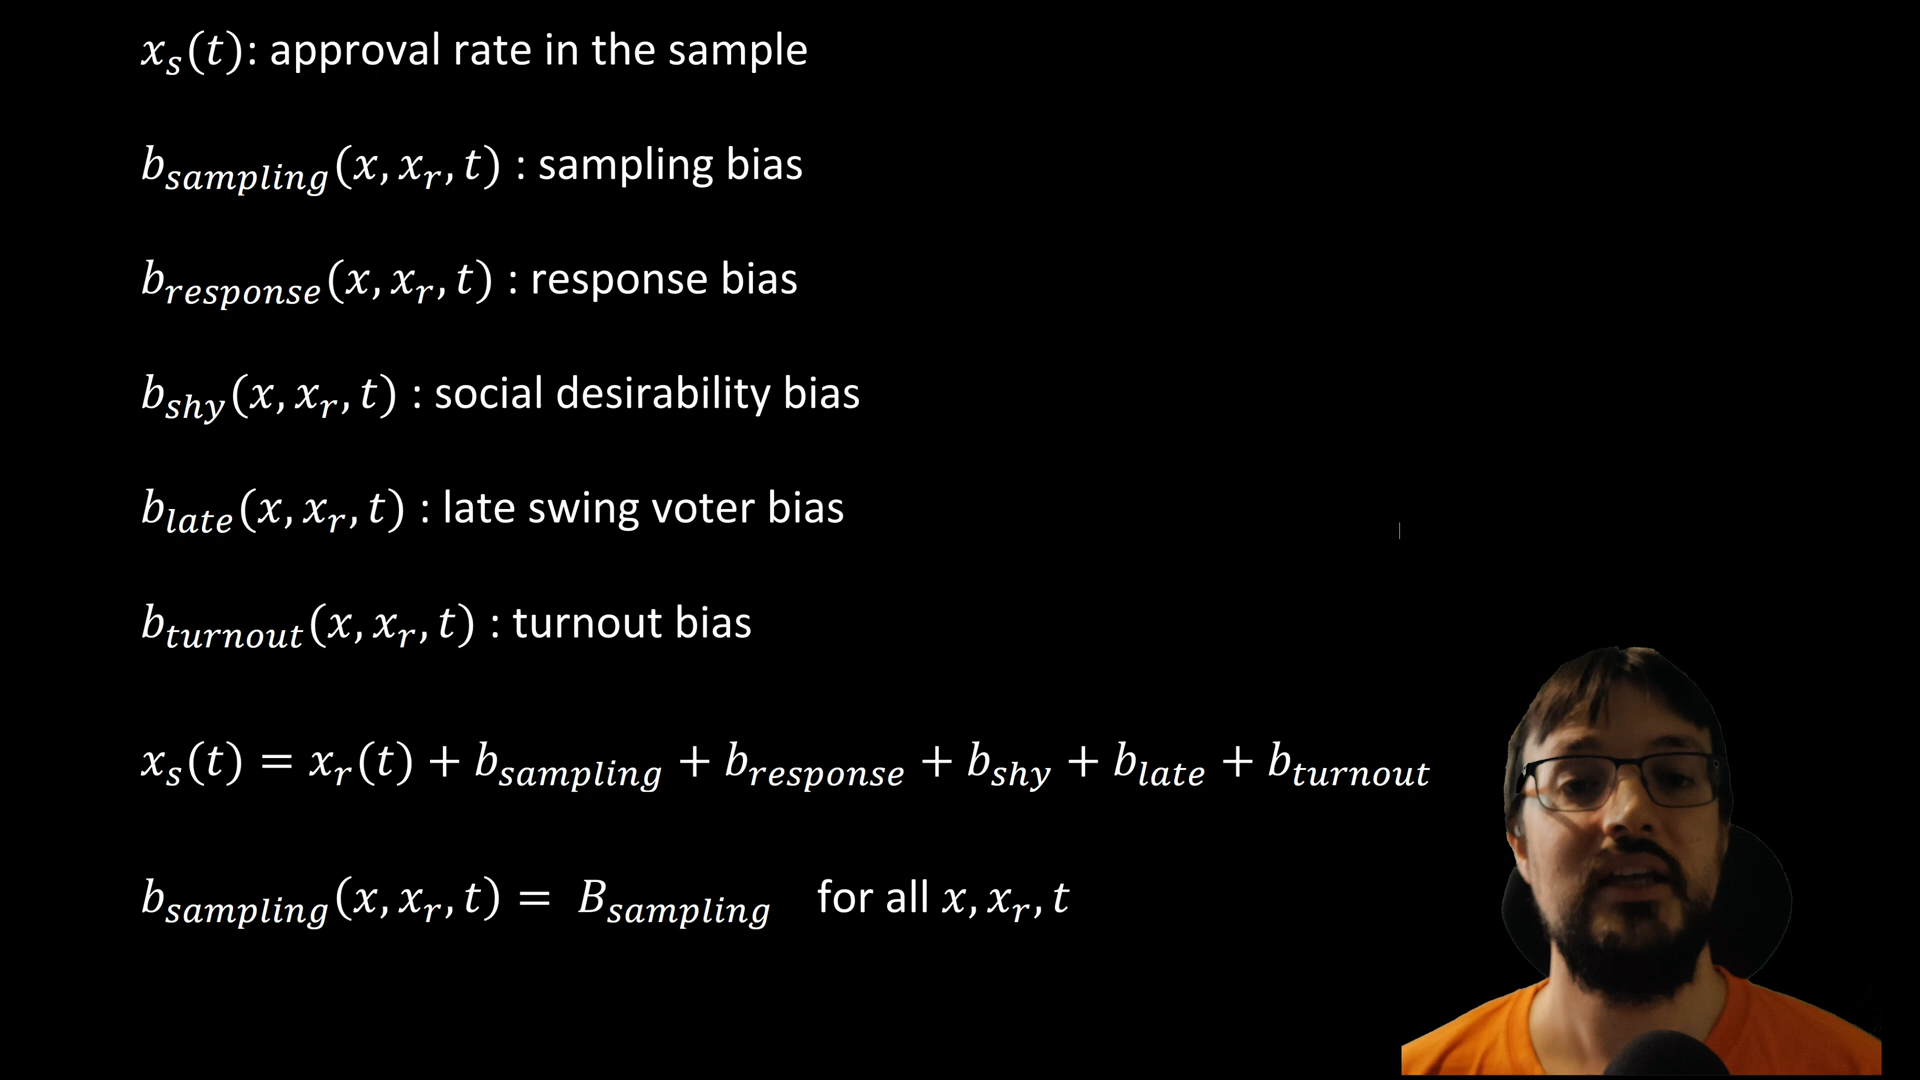 x_s(t): approval rate in the sample
b_sampling(x, x_r, t) : sampling bias
b_response(x, x_r, t) : response bias
b_shy(x, x_r, t) : social desirability bias
b_late(x, x_r, t) : late swing voter bias
b_turnout(x, x_r, t) : turnout bias
x_s(t) = x_r(t) + b_sampling + b_response + b_shy + b_late + b_turnout
b_sampling(x, x_r, t) = B_sampling for all x, x_r, t